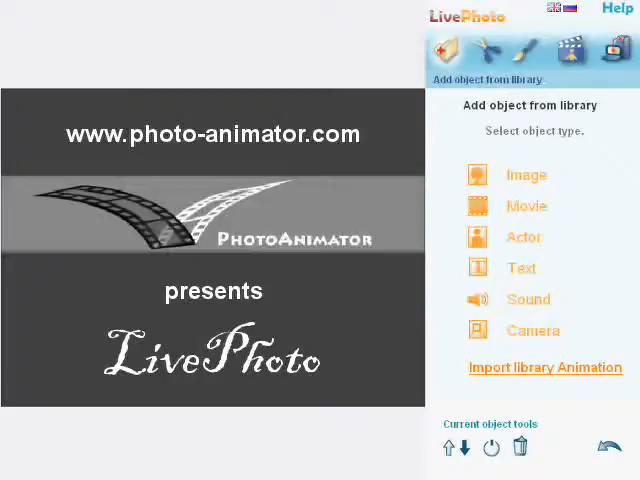 LivePhoto
Help
Add object from library
www.photo-animator.com
PHOTOANIMATOR
presents
LivePhoto
Add object from library
Select object type.
Image
Movie
Actor
Text
Sound
Camera
Import library Animation
Current object tools